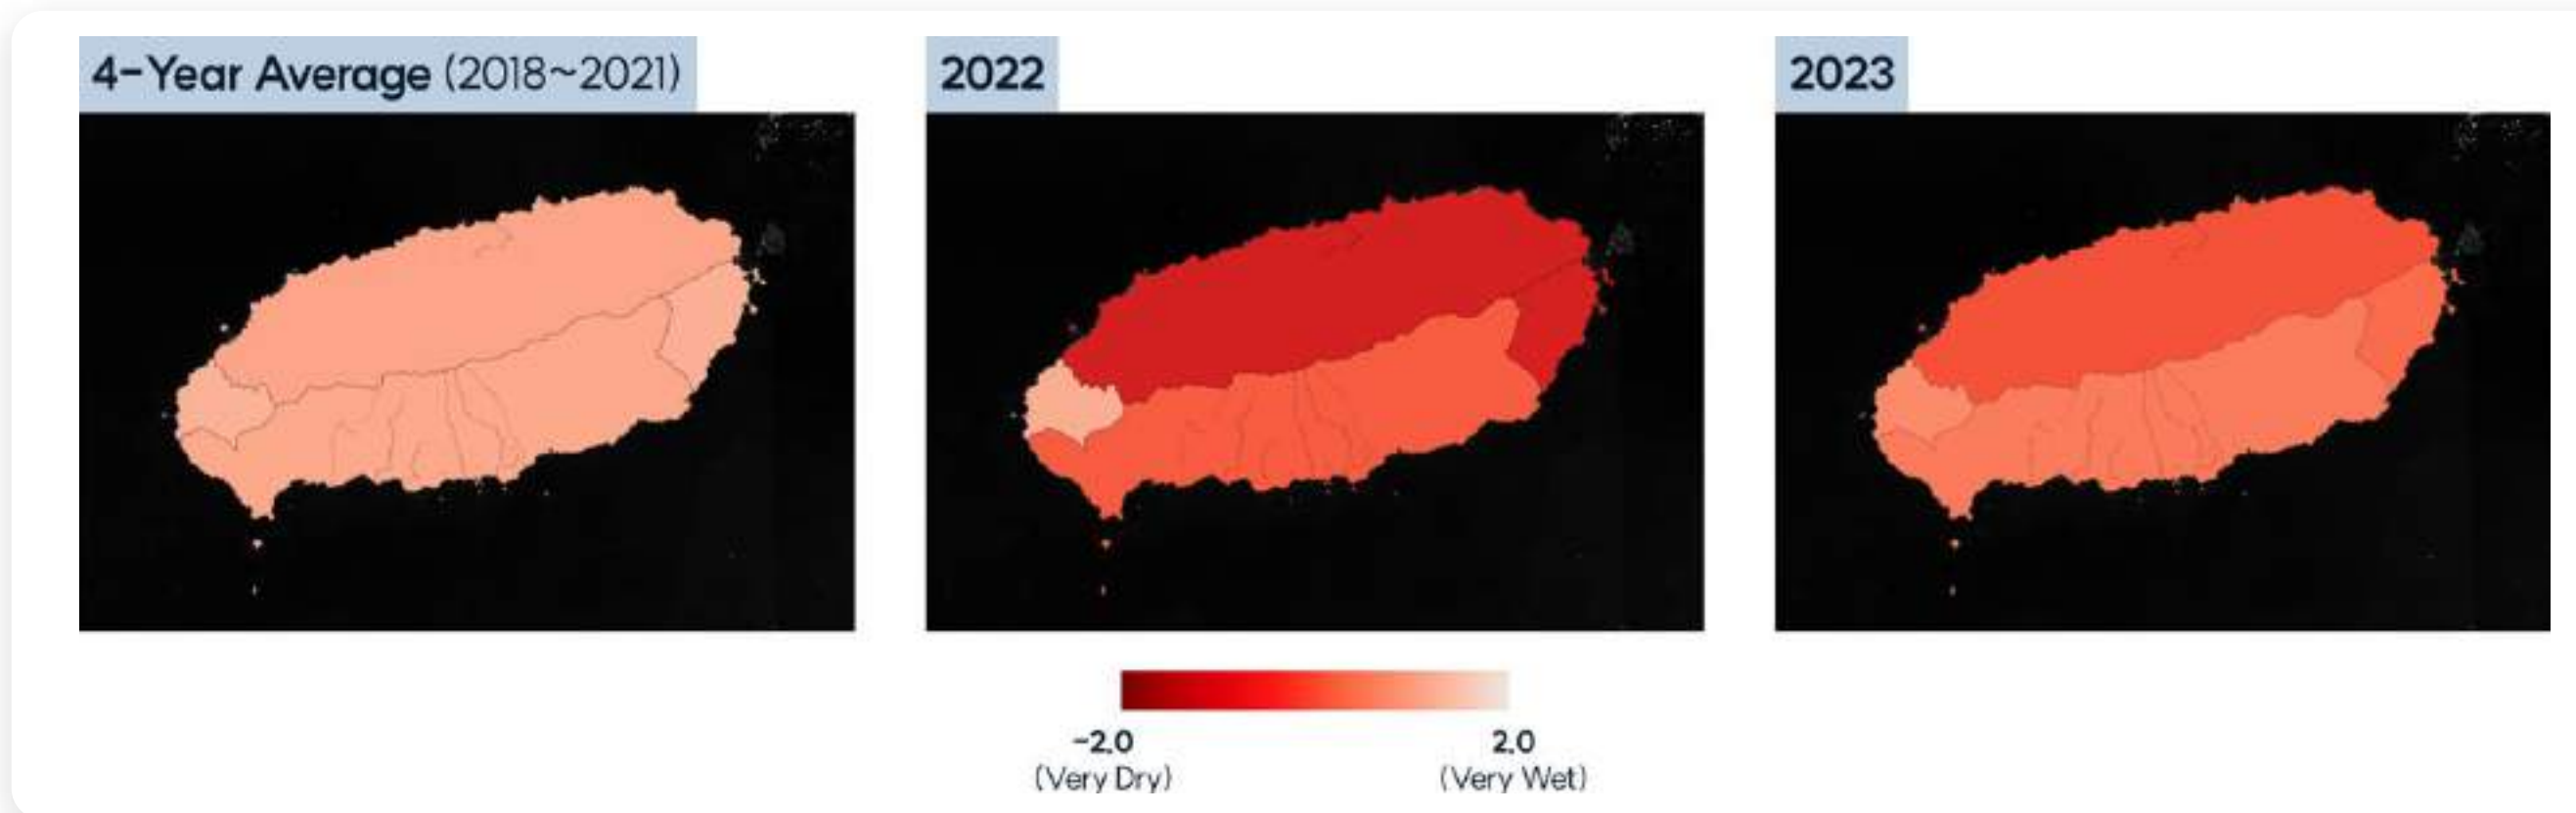 4-Year Average (2018~2021)
2022
2023
-2.0
(Very Dry)
2.0
(Very Wet)